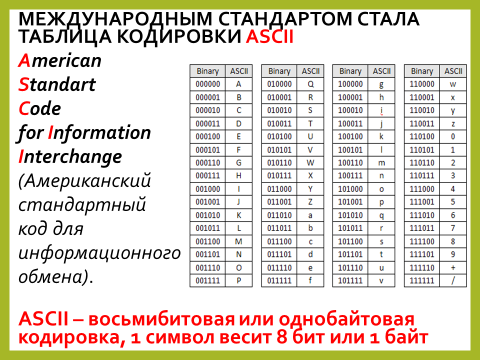 МЕЖДУНАРОДНЫМ СТАНДАРТОМ СТАЛА
ТАБЛИЦА КОДИРОВКИ ASCII
American
Standart
Code
for Information
Interchange
(Американский
стандартный
код для
информационного
обмена).
Binary ASCII Binary ASCII Binary ASCII Binary ASCII
000000 A 010000 Q 100000 g 110000 w
000001 B 010001 R 100001 h 110001 x
000010 C 010010 S 100010 i 110010 y
000011 D 010011 T 100011 j 110011 z
000100 E 010100 U 100100 k 110100 0
000101 F 010101 V 100101 l 110101 1
000110 G 010110 W 100110 m 110110 2
000111 H 010111 X 100111 n 110111 3
001000 I 011000 Y 101000 o 111000 4
001001 J 011001 Z 101001 p 111001 5
001010 K 011010 a 101010 q 111010 6
001011 L 011011 b 101011 r 111011 7
001100 M 011100 c 101100 s 111100 8
001101 N 011101 d 101101 t 111101 9
001110 O 011110 e 101110 u 111110 +
001111 P 011111 f 101111 v 111111 /
ASCII – восьмибитовая или однобайтовая
кодировка, 1 символ весит 8 бит или 1 байт